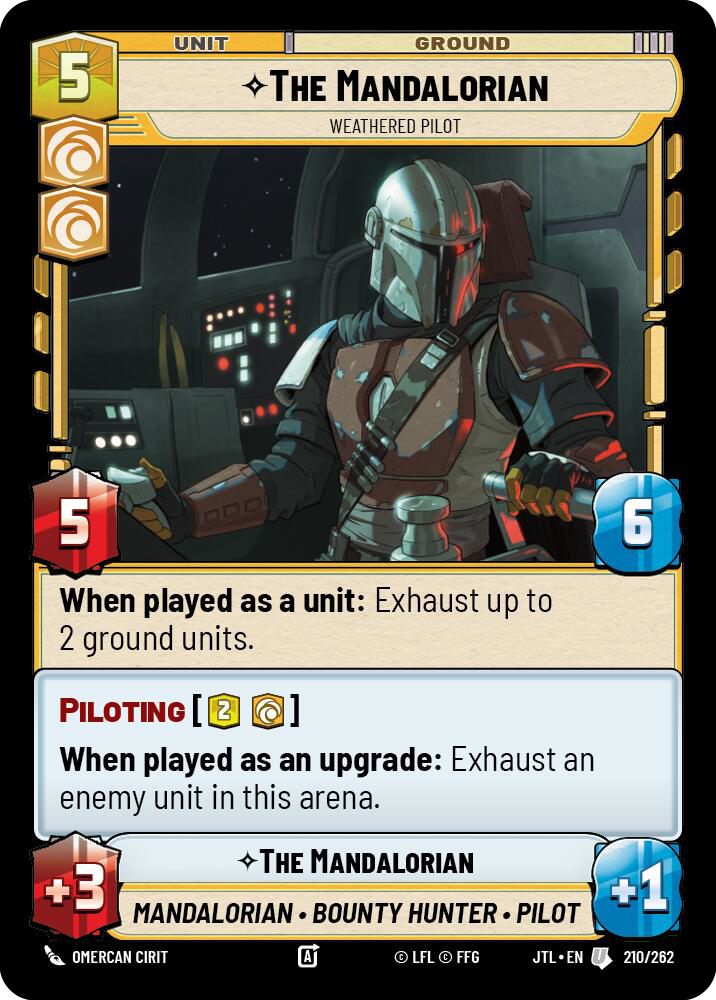 UNIT
GROUND
5
THE MANDALORIAN
WEATHERED PILOT
5
6
When played as a unit: Exhaust up to
2 ground units.
PILOTING [2]
When played as an upgrade: Exhaust an
enemy unit in this arena.
+3
THE MANDALORIAN
+1
MANDALORIAN • BOUNTY HUNTER • PILOT
OMERCAN CIRIT
A
© LFL © FFG
JTL • EN
U
210/262